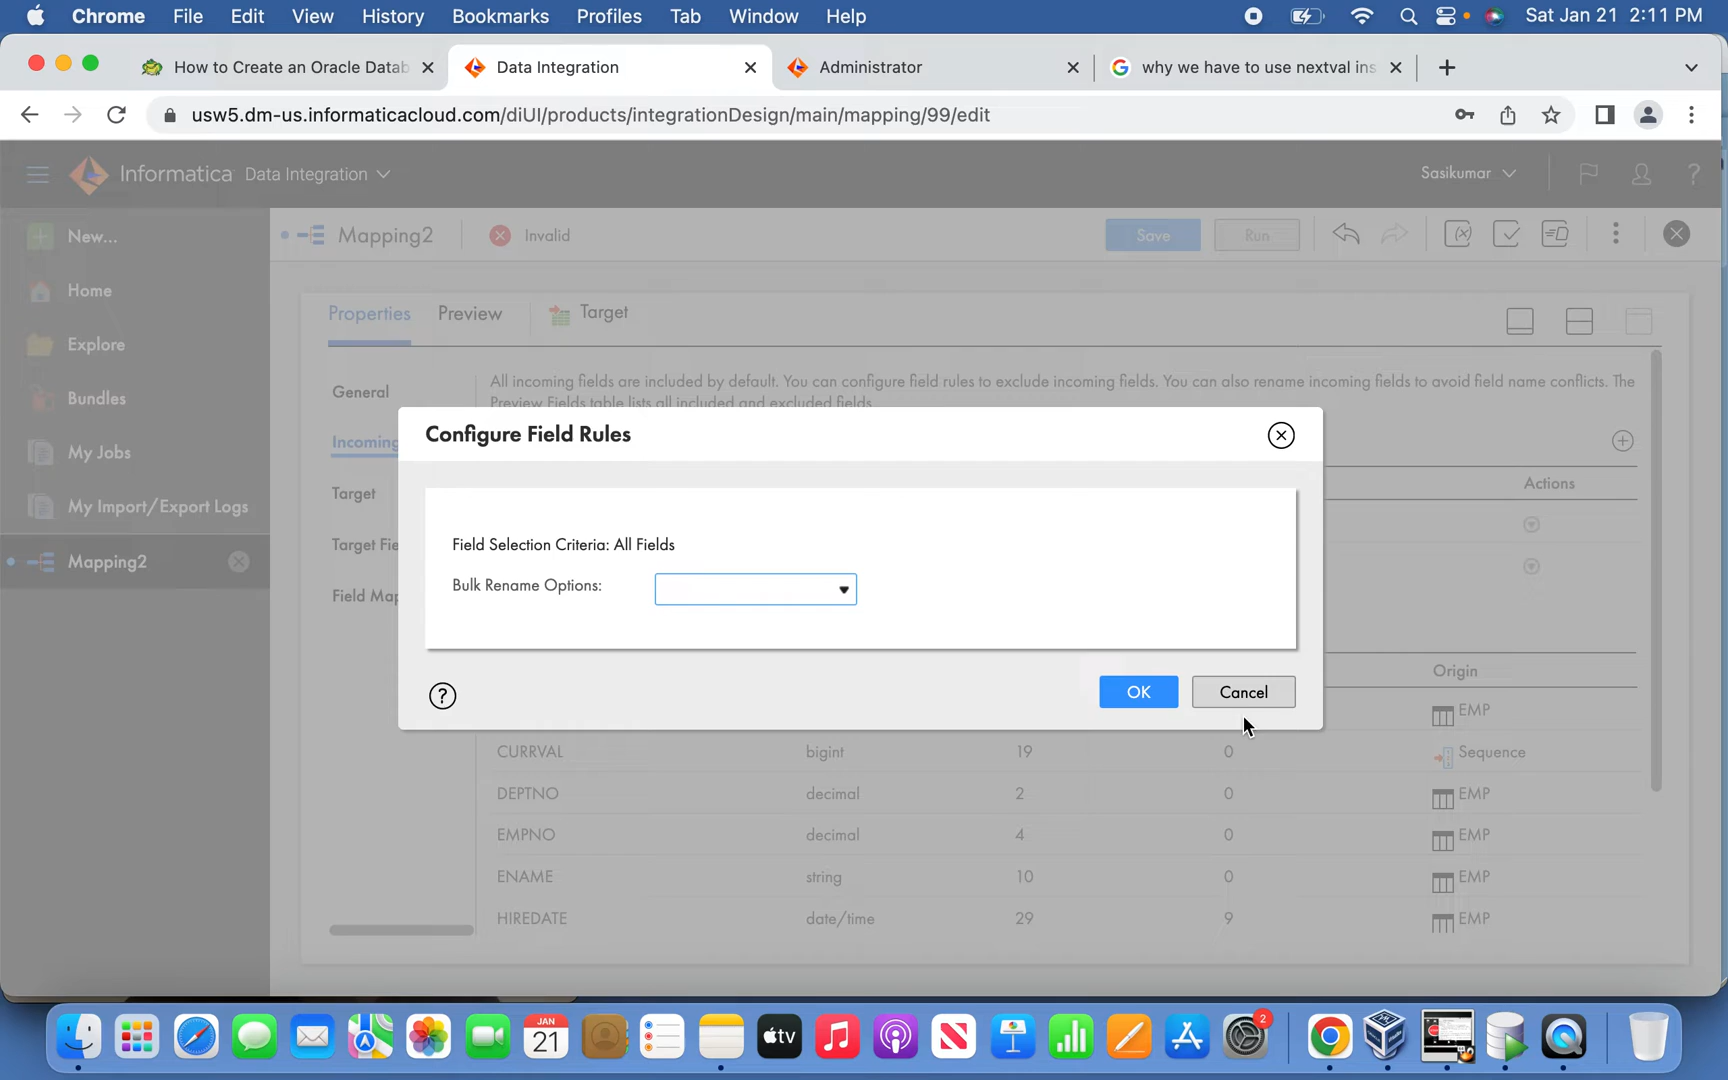 Chrome File Edit View History Bookmarks Profiles Tab Window Help Sat Jan 21 2:11 PM
How to Create an Oracle Datab Data Integration Administrator why we have to use nextval ins
usw5.dm-us.informaticacloud.com/diUI/products/integrationDesign/main/mapping/99/edit
Informatica Data Integration Sasikumar ?
New... Mapping2 Invalid Save Run
Home
Properties Preview Target
Explore
General All incoming fields are included by default. You can configure field rules to exclude incoming fields. You can also rename incoming fields to avoid field name conflicts. The
Bundles Preview Fields table lists all included and excluded fields.
Configure Field Rules
Incoming
My Jobs
Actions
Target
My Import/Export Logs
Target Fie
Field Selection Criteria: All Fields
Mapping2
Bulk Rename Options:
Field Map
Origin
? OK Cancel
EMP
CURRVAL bigint 19 0 Sequence
DEPTNO decimal 2 0 EMP
EMPNO decimal 4 0 EMP
ENAME string 10 0 EMP
HIREDATE date/time 29 9 EMP
JAN
21
tv
2